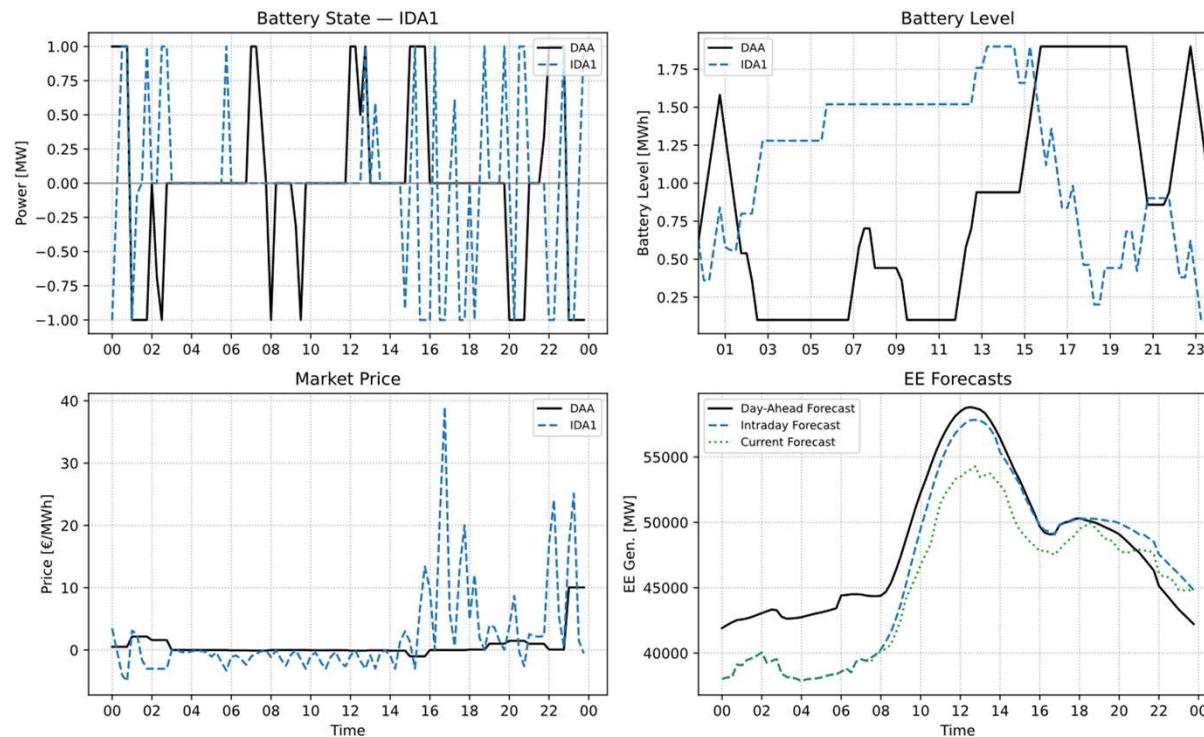 Battery State — IDA1
1.00
0.75
0.50
0.25
0.00
−0.25
−0.50
−0.75
−1.00
Power [MW]
DAA
IDA1
00 02 04 06 08 10 12 14 16 18 20 22 00
Battery Level
1.75
1.50
1.25
1.00
0.75
0.50
0.25
Battery Level [MWh]
DAA
IDA1
01 03 05 07 09 11 13 15 17 19 21 23
Market Price
40
30
20
10
0
Price [€/MWh]
DAA
IDA1
00 02 04 06 08 10 12 14 16 18 20 22 00
Time
EE Forecasts
55000
50000
45000
40000
EE Gen. [MW]
Day-Ahead Forecast
Intraday Forecast
Current Forecast
00 02 04 06 08 10 12 14 16 18 20 22 00
Time